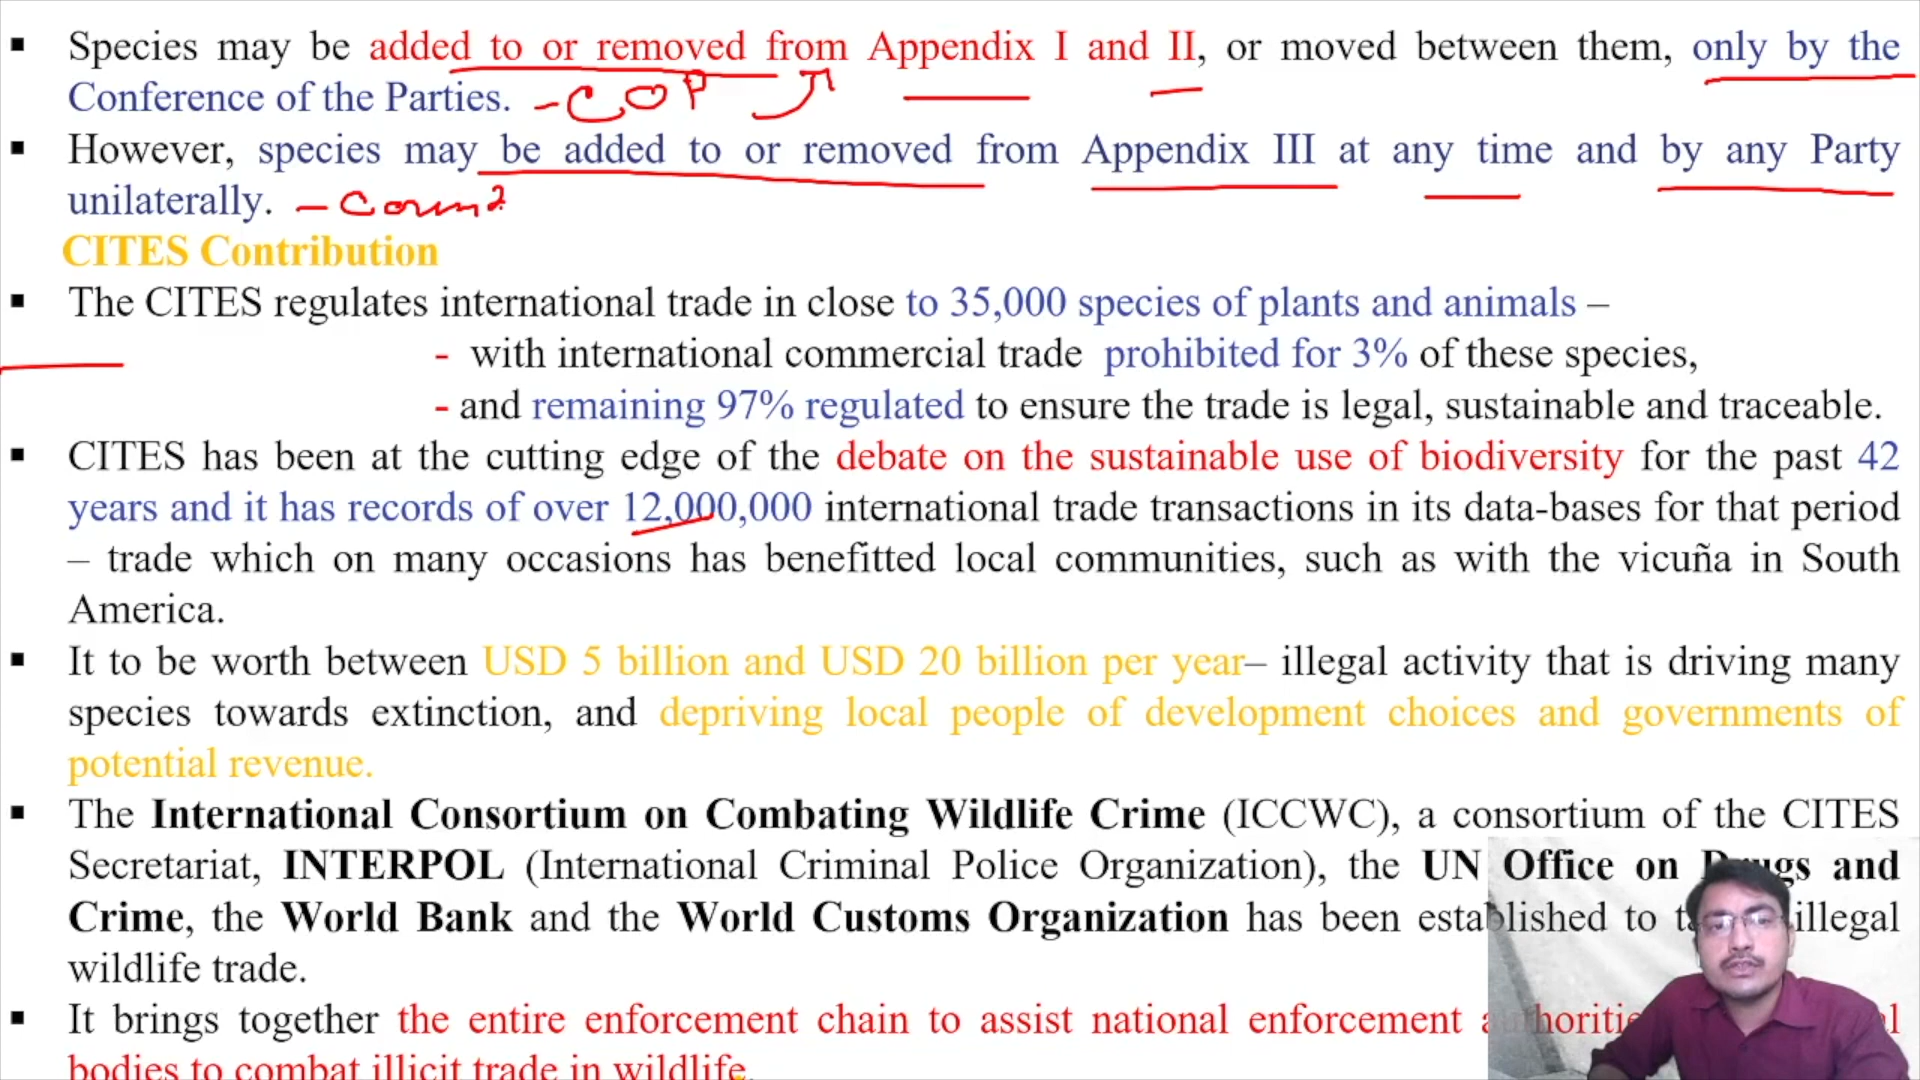 ▪ Species may be added to or removed from Appendix I and II, or moved between them, only by the
Conference of the Parties. - COP
▪ However, species may be added to or removed from Appendix III at any time and by any Party
unilaterally. -
CITES Contribution
▪ The CITES regulates international trade in close to 35,000 species of plants and animals –
- with international commercial trade prohibited for 3% of these species,
- and remaining 97% regulated to ensure the trade is legal, sustainable and traceable.
▪ CITES has been at the cutting edge of the debate on the sustainable use of biodiversity for the past 42
years and it has records of over 12,000,000 international trade transactions in its data-bases for that period
– trade which on many occasions has benefitted local communities, such as with the vicuña in South
America.
▪ It to be worth between USD 5 billion and USD 20 billion per year– illegal activity that is driving many
species towards extinction, and depriving local people of development choices and governments of
potential revenue.
▪ The International Consortium on Combating Wildlife Crime (ICCWC), a consortium of the CITES
Secretariat, INTERPOL (International Criminal Police Organization), the UN Office on Drugs and
Crime, the World Bank and the World Customs Organization has been established to illegal
wildlife trade.
▪ It brings together the entire enforcement chain to assist national enforcement
bodies to combat illicit trade in wildlife.